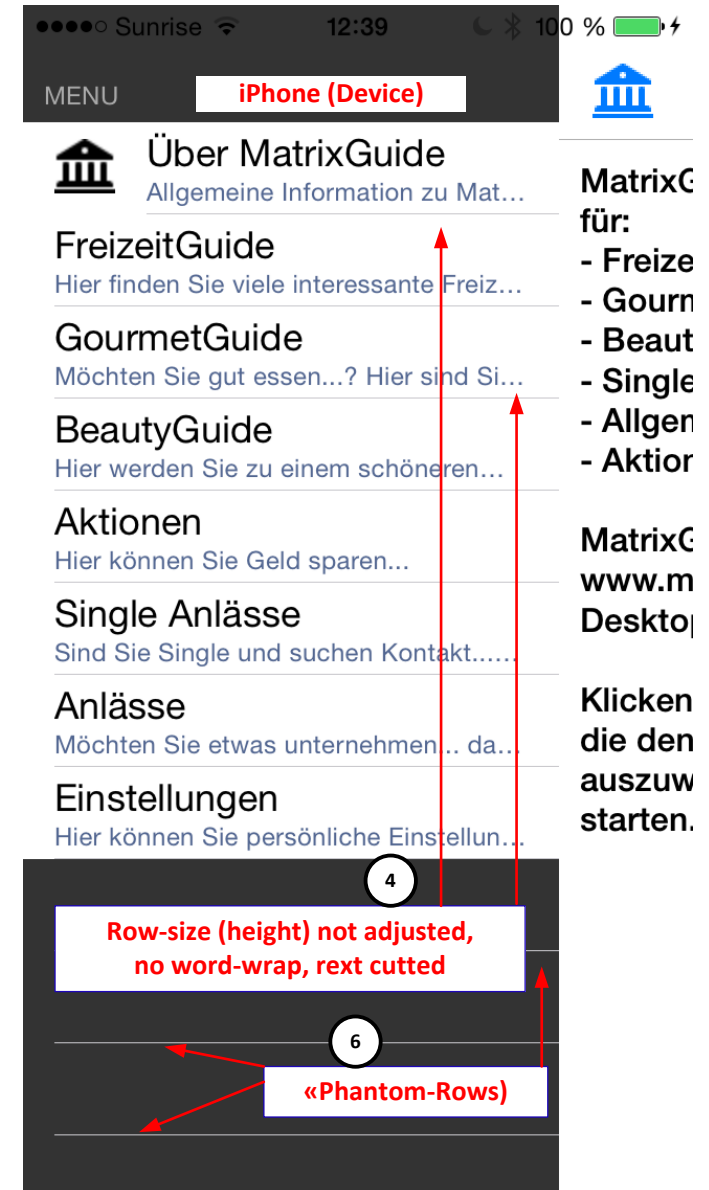 Sunrise 12:39 100 %
MENU
iPhone (Device)
Über MatrixGuide
Allgemeine Information zu Mat...
FreizeitGuide
Hier finden Sie viele interessante Freiz...
GourmetGuide
Möchten Sie gut essen...? Hier sind Si...
BeautyGuide
Hier werden Sie zu einem schöneren...
Aktionen
Hier können Sie Geld sparen...
Single Anlässe
Sind Sie Single und suchen Kontakt......
Anlässe
Möchten Sie etwas unternehmen... da...
Einstellungen
Hier können Sie persönliche Einstellun...
4
Row-size (height) not adjusted,
no word-wrap, rext cutted
6
«Phantom-Rows)
MatrixG
für:
- Freize
- Gourm
- Beaut
- Single
- Allgem
- Aktion
MatrixG
www.m
Desktop
Klicken
die den
auszuw
starten.